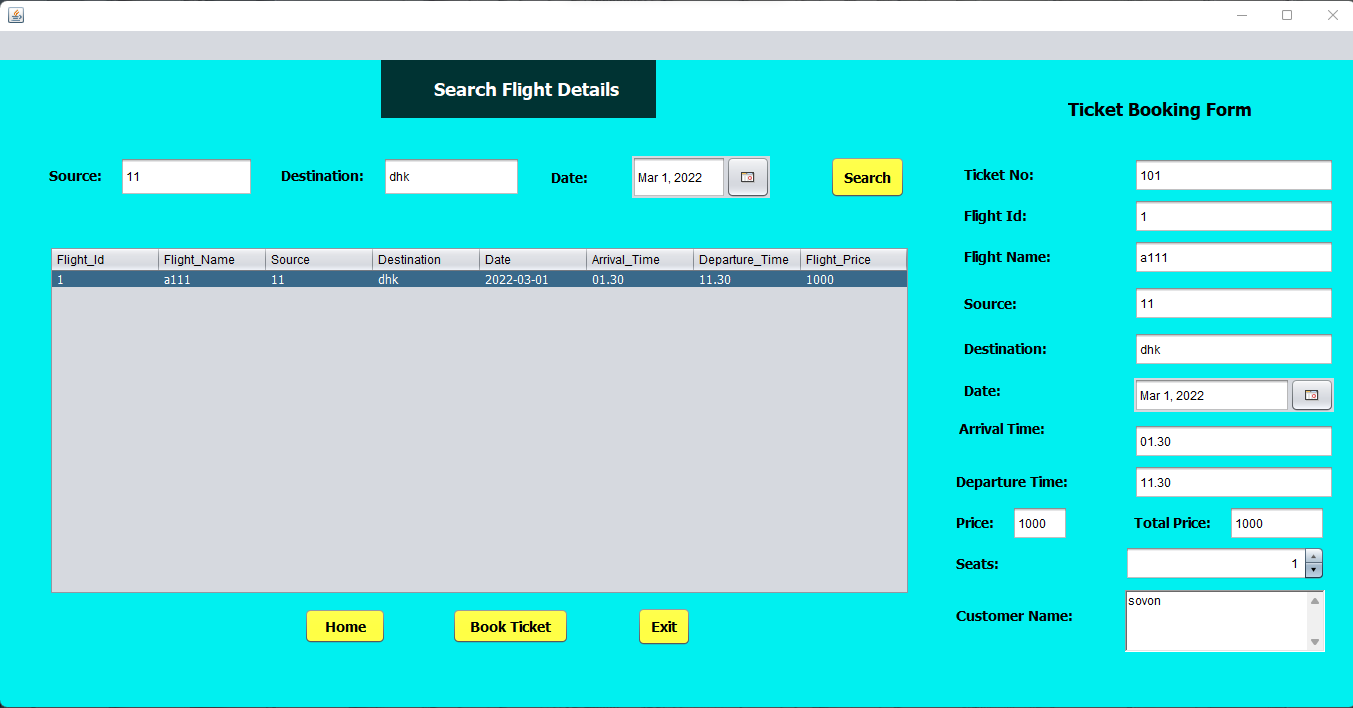 Search Flight Details
Source: 11 Destination: dhk Date: Mar 1, 2022 Search
Flight_Id Flight_Name Source Destination Date Arrival_Time Departure_Time Flight_Price
1 a111 11 dhk 2022-03-01 01.30 11.30 1000
Home Book Ticket Exit
Ticket Booking Form
Ticket No: 101
Flight Id: 1
Flight Name: a111
Source: 11
Destination: dhk
Date: Mar 1, 2022
Arrival Time: 01.30
Departure Time: 11.30
Price: 1000 Total Price: 1000
Seats: 1
Customer Name: sovon